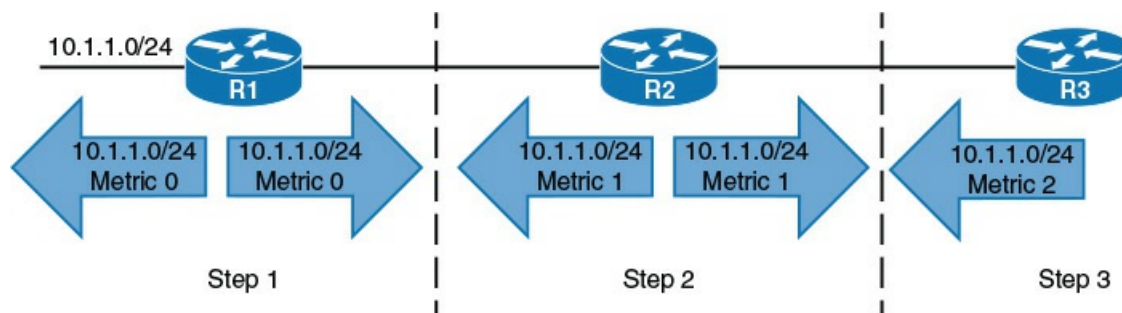 10.1.1.0/24
R1
R2
R3
10.1.1.0/24
Metric 0
10.1.1.0/24
Metric 0
10.1.1.0/24
Metric 1
10.1.1.0/24
Metric 1
10.1.1.0/24
Metric 2
Step 1
Step 2
Step 3